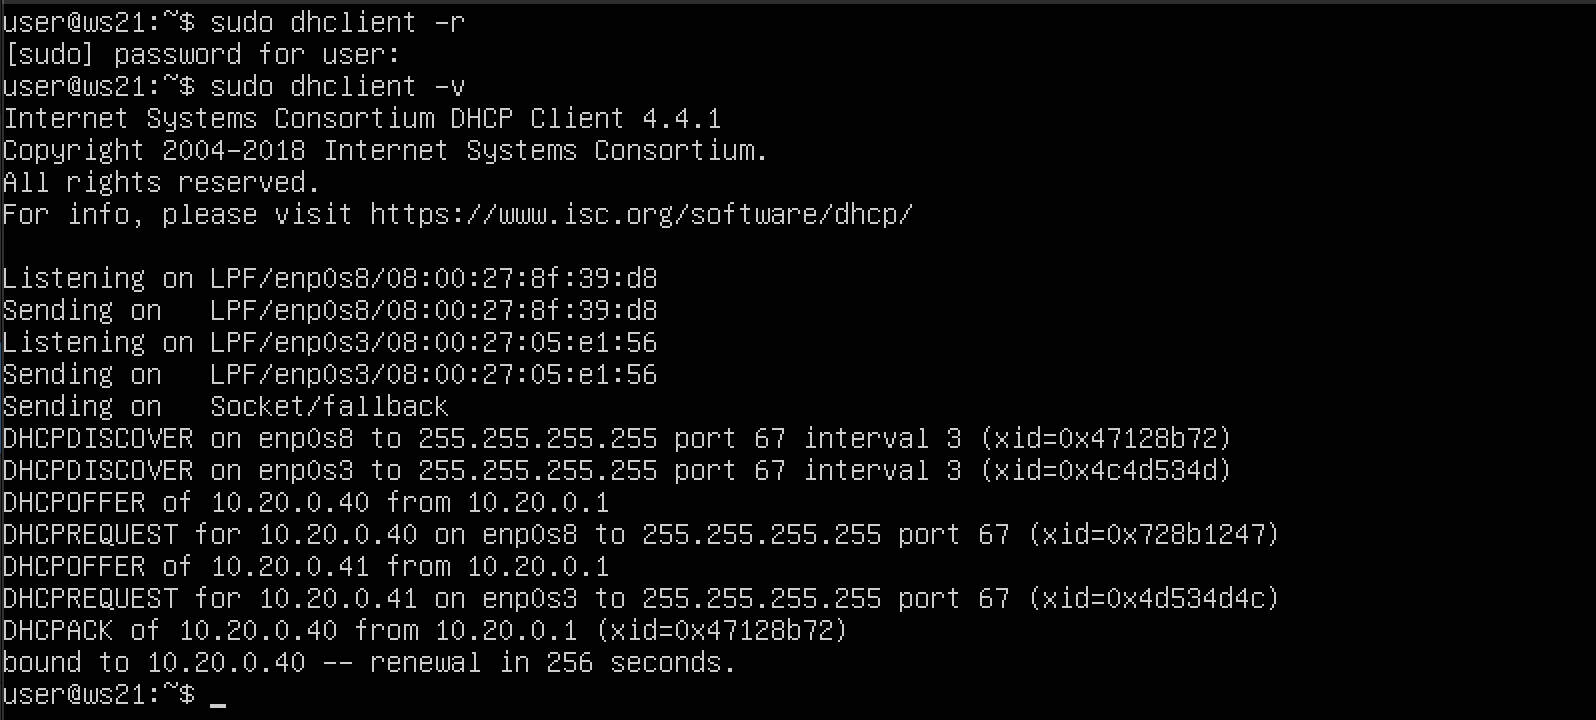 user@ws21:~$ sudo dhclient -r
[sudo] password for user:
user@ws21:~$ sudo dhclient -v
Internet Systems Consortium DHCP Client 4.4.1
Copyright 2004-2018 Internet Systems Consortium.
All rights reserved.
For info, please visit https://www.isc.org/software/dhcp/

Listening on LPF/enp0s8/08:00:27:8f:39:d8
Sending on   LPF/enp0s8/08:00:27:8f:39:d8
Listening on LPF/enp0s3/08:00:27:05:e1:56
Sending on   LPF/enp0s3/08:00:27:05:e1:56
Sending on   Socket/fallback
DHCPDISCOVER on enp0s8 to 255.255.255.255 port 67 interval 3 (xid=0x47128b72)
DHCPDISCOVER on enp0s3 to 255.255.255.255 port 67 interval 3 (xid=0x4c4d534d)
DHCPOFFER of 10.20.0.40 from 10.20.0.1
DHCPREQUEST for 10.20.0.40 on enp0s8 to 255.255.255.255 port 67 (xid=0x728b1247)
DHCPOFFER of 10.20.0.41 from 10.20.0.1
DHCPREQUEST for 10.20.0.41 on enp0s3 to 255.255.255.255 port 67 (xid=0x4d534d4c)
DHCPACK of 10.20.0.40 from 10.20.0.1 (xid=0x47128b72)
bound to 10.20.0.40 -- renewal in 256 seconds.
user@ws21:~$ _